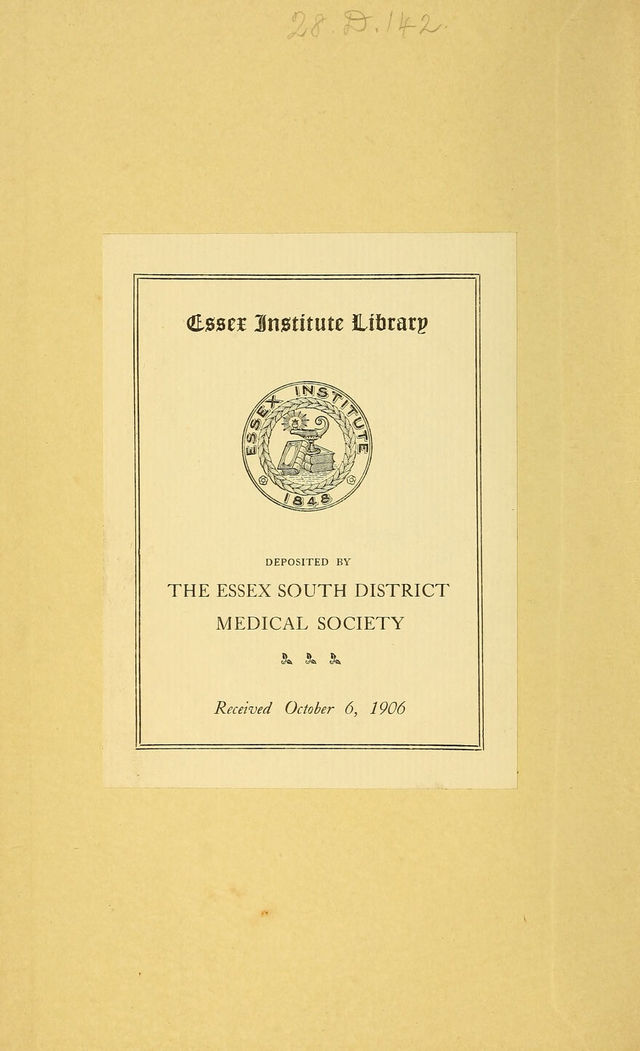 28.D.142.
Essex Institute Library
ESSEX INSTITUTE
1848
DEPOSITED BY
THE ESSEX SOUTH DISTRICT
MEDICAL SOCIETY
Received October 6, 1906